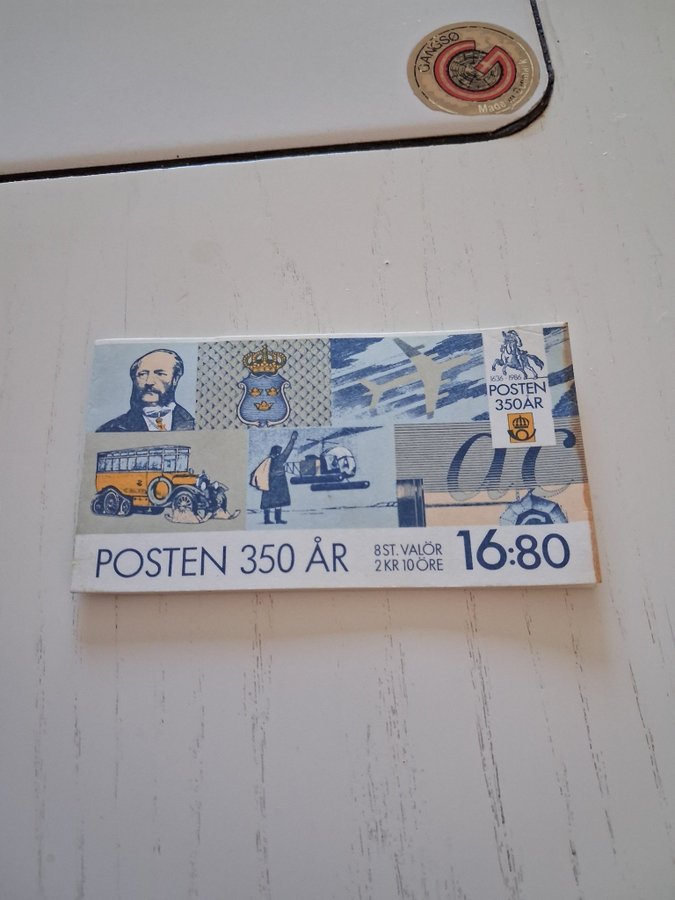 GANGSØ
Made in Denmark
1636 1986
POSTEN
350 ÅR
POSTEN 350 ÅR
8 ST. VALÖR
2 KR 10 ÖRE
16:80